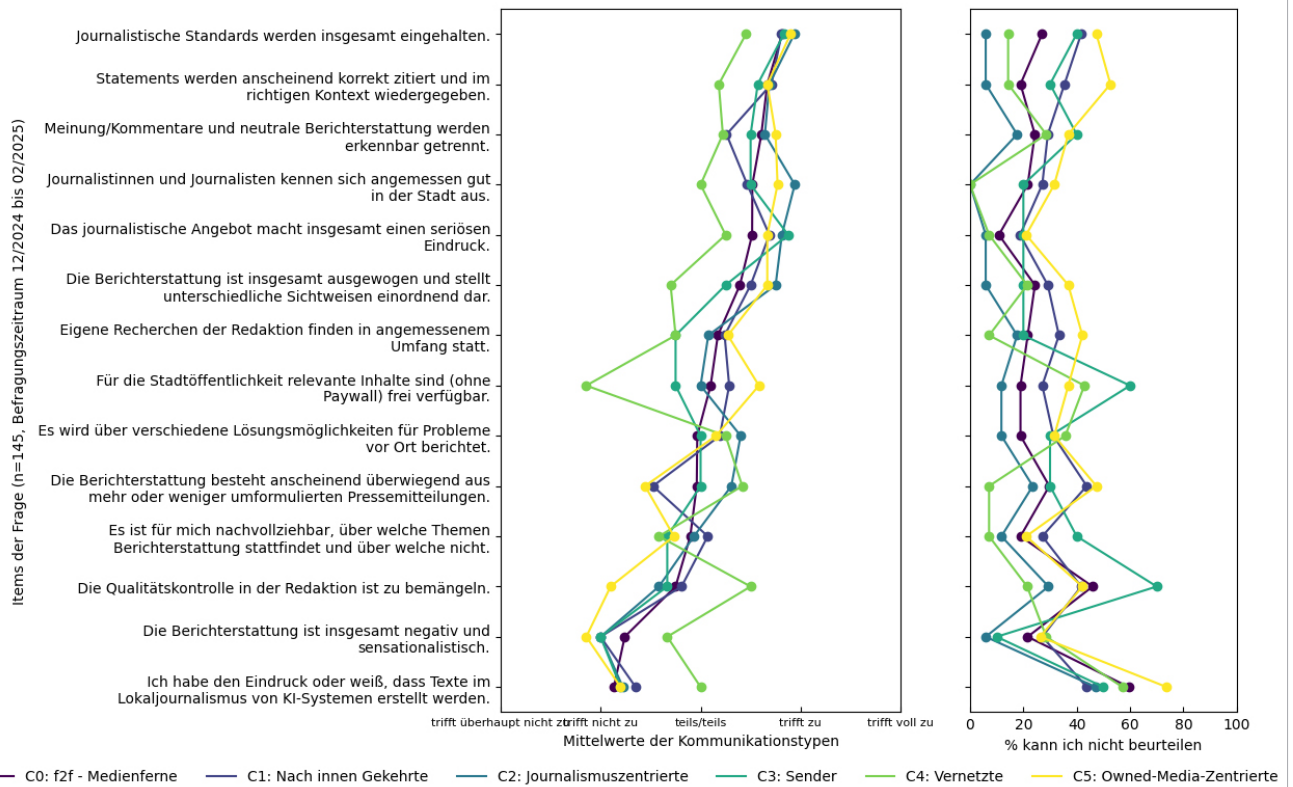 Items der Frage (n=145, Befragungszeitraum 12/2024 bis 02/2025)
Journalistische Standards werden insgesamt eingehalten.
Statements werden anscheinend korrekt zitiert und im
richtigen Kontext wiedergegeben.
Meinung/Kommentare und neutrale Berichterstattung werden
erkennbar getrennt.
Journalistinnen und Journalisten kennen sich angemessen gut
in der Stadt aus.
Das journalistische Angebot macht insgesamt einen seriösen
Eindruck.
Die Berichterstattung ist insgesamt ausgewogen und stellt
unterschiedliche Sichtweisen einordnend dar.
Eigene Recherchen der Redaktion finden in angemessenem
Umfang statt.
Für die Stadtöffentlichkeit relevante Inhalte sind (ohne
Paywall) frei verfügbar.
Es wird über verschiedene Lösungsmöglichkeiten für Probleme
vor Ort berichtet.
Die Berichterstattung besteht anscheinend überwiegend aus
mehr oder weniger umformulierten Pressemitteilungen.
Es ist für mich nachvollziehbar, über welche Themen
Berichterstattung stattfindet und über welche nicht.
Die Qualitätskontrolle in der Redaktion ist zu bemängeln.
Die Berichterstattung ist insgesamt negativ und
sensationalistisch.
Ich habe den Eindruck oder weiß, dass Texte im
Lokaljournalismus von KI-Systemen erstellt werden.
trifft überhaupt nicht zu trifft nicht zu teils/teils trifft zu trifft voll zu
Mittelwerte der Kommunikationstypen
0 20 40 60 80 100
% kann ich nicht beurteilen
C0: f2f - Medienferne C1: Nach innen Gekehrte C2: Journalismuszentrierte C3: Sender C4: Vernetzte C5: Owned-Media-Zentrierte